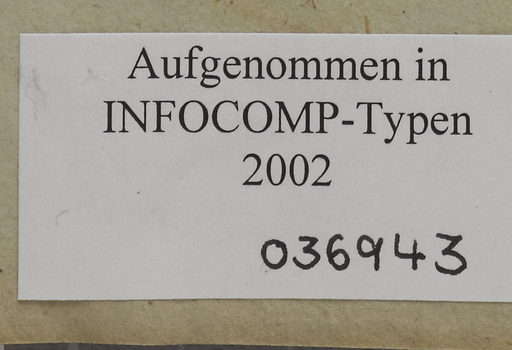 Aufgenommen in
INFOCOMP-Typen
2002
036943